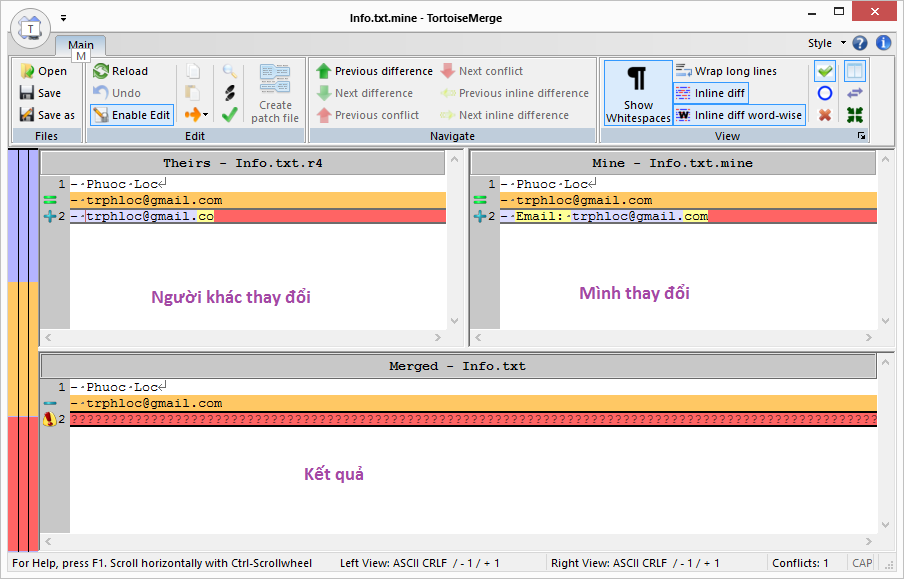 Info.txt.mine - TortoiseMerge
T
Main
M
Style
Open
Save
Save as
Files
Reload
Undo
Enable Edit
Create
patch file
Edit
Previous difference
Next difference
Previous conflict
Next conflict
Previous inline difference
Next inline difference
Navigate
¶
Show
Whitespaces
Wrap long lines
Inline diff
Inline diff word-wise
View
Theirs - Info.txt.r4
1 -·Phuoc·Loc↵
-·trphloc@gmail.com
2 -·trphloc@gmail.co
Người khác thay đổi
Mine - Info.txt.mine
1 -·Phuoc·Loc↵
-·trphloc@gmail.com
2 -·Email:·trphloc@gmail.com
Mình thay đổi
Merged - Info.txt
1 -·Phuoc·Loc↵
-·trphloc@gmail.com
2 ?????????????????????????????????????????????????????????????????????????????????????????????????????
Kết quả
For Help, press F1. Scroll horizontally with Ctrl-Scrollwheel
Left View: ASCII CRLF / - 1 / + 1
Right View: ASCII CRLF / - 1 / + 1
Conflicts: 1
CAP